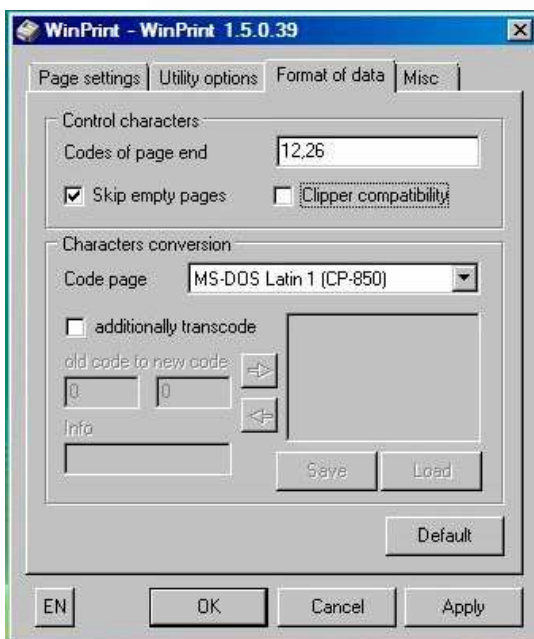 WinPrint - WinPrint 1.5.0.39
Page settings Utility options Format of data Misc
Control characters
Codes of page end 12,26
Skip empty pages Clipper compatibility
Characters conversion
Code page MS-DOS Latin 1 (CP-850)
additionally transcode
old code to new code
0 0
Info
Save Load
Default
EN OK Cancel Apply